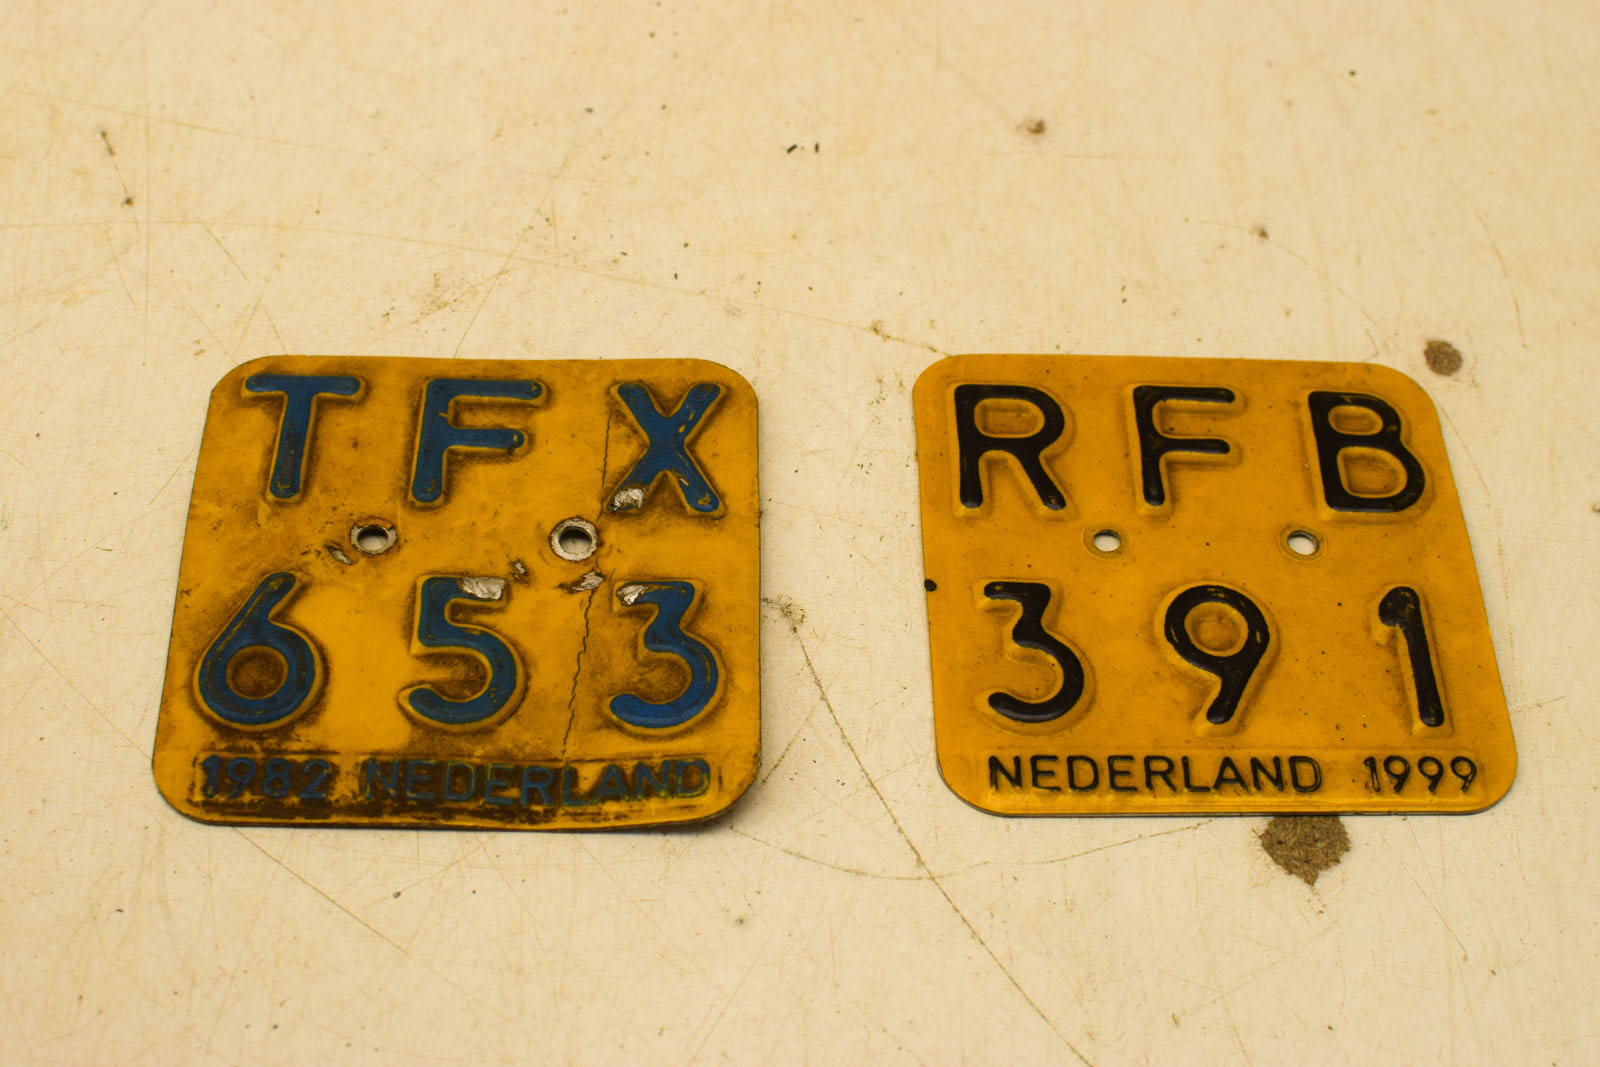 TFX
653
1982 NEDERLAND
RFB
391
NEDERLAND 1999